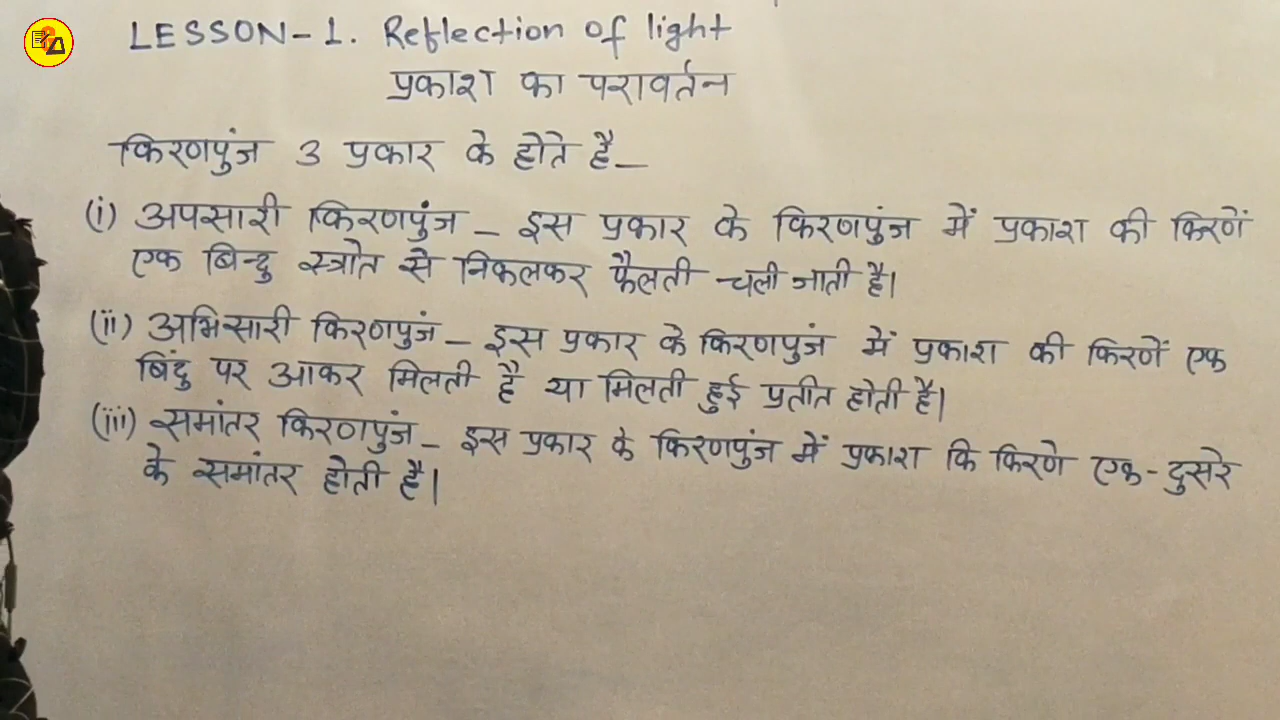 LESSON-1. Reflection of light
प्रकाश का परावर्तन
किरणपुंज 3 प्रकार के होते है_
(i) अपसारी किरणपुंज - इस प्रकार के किरणपुंज में प्रकाश की किरणें
एक बिन्दु स्त्रोत से निकलकर फैलती चली जाती है।
(ii) अभिसारी किरणपुजं - इस प्रकार के किरणपुजं में प्रकाश की किरणें एक
बिंदु पर आकर मिलती है या मिलती हुई प्रतीत होती है।
(iii) समांतर किरणपुजं - इस प्रकार के किरणपुंज में प्रकाश कि किरणे एक-दुसरे
के समांतर होती है।